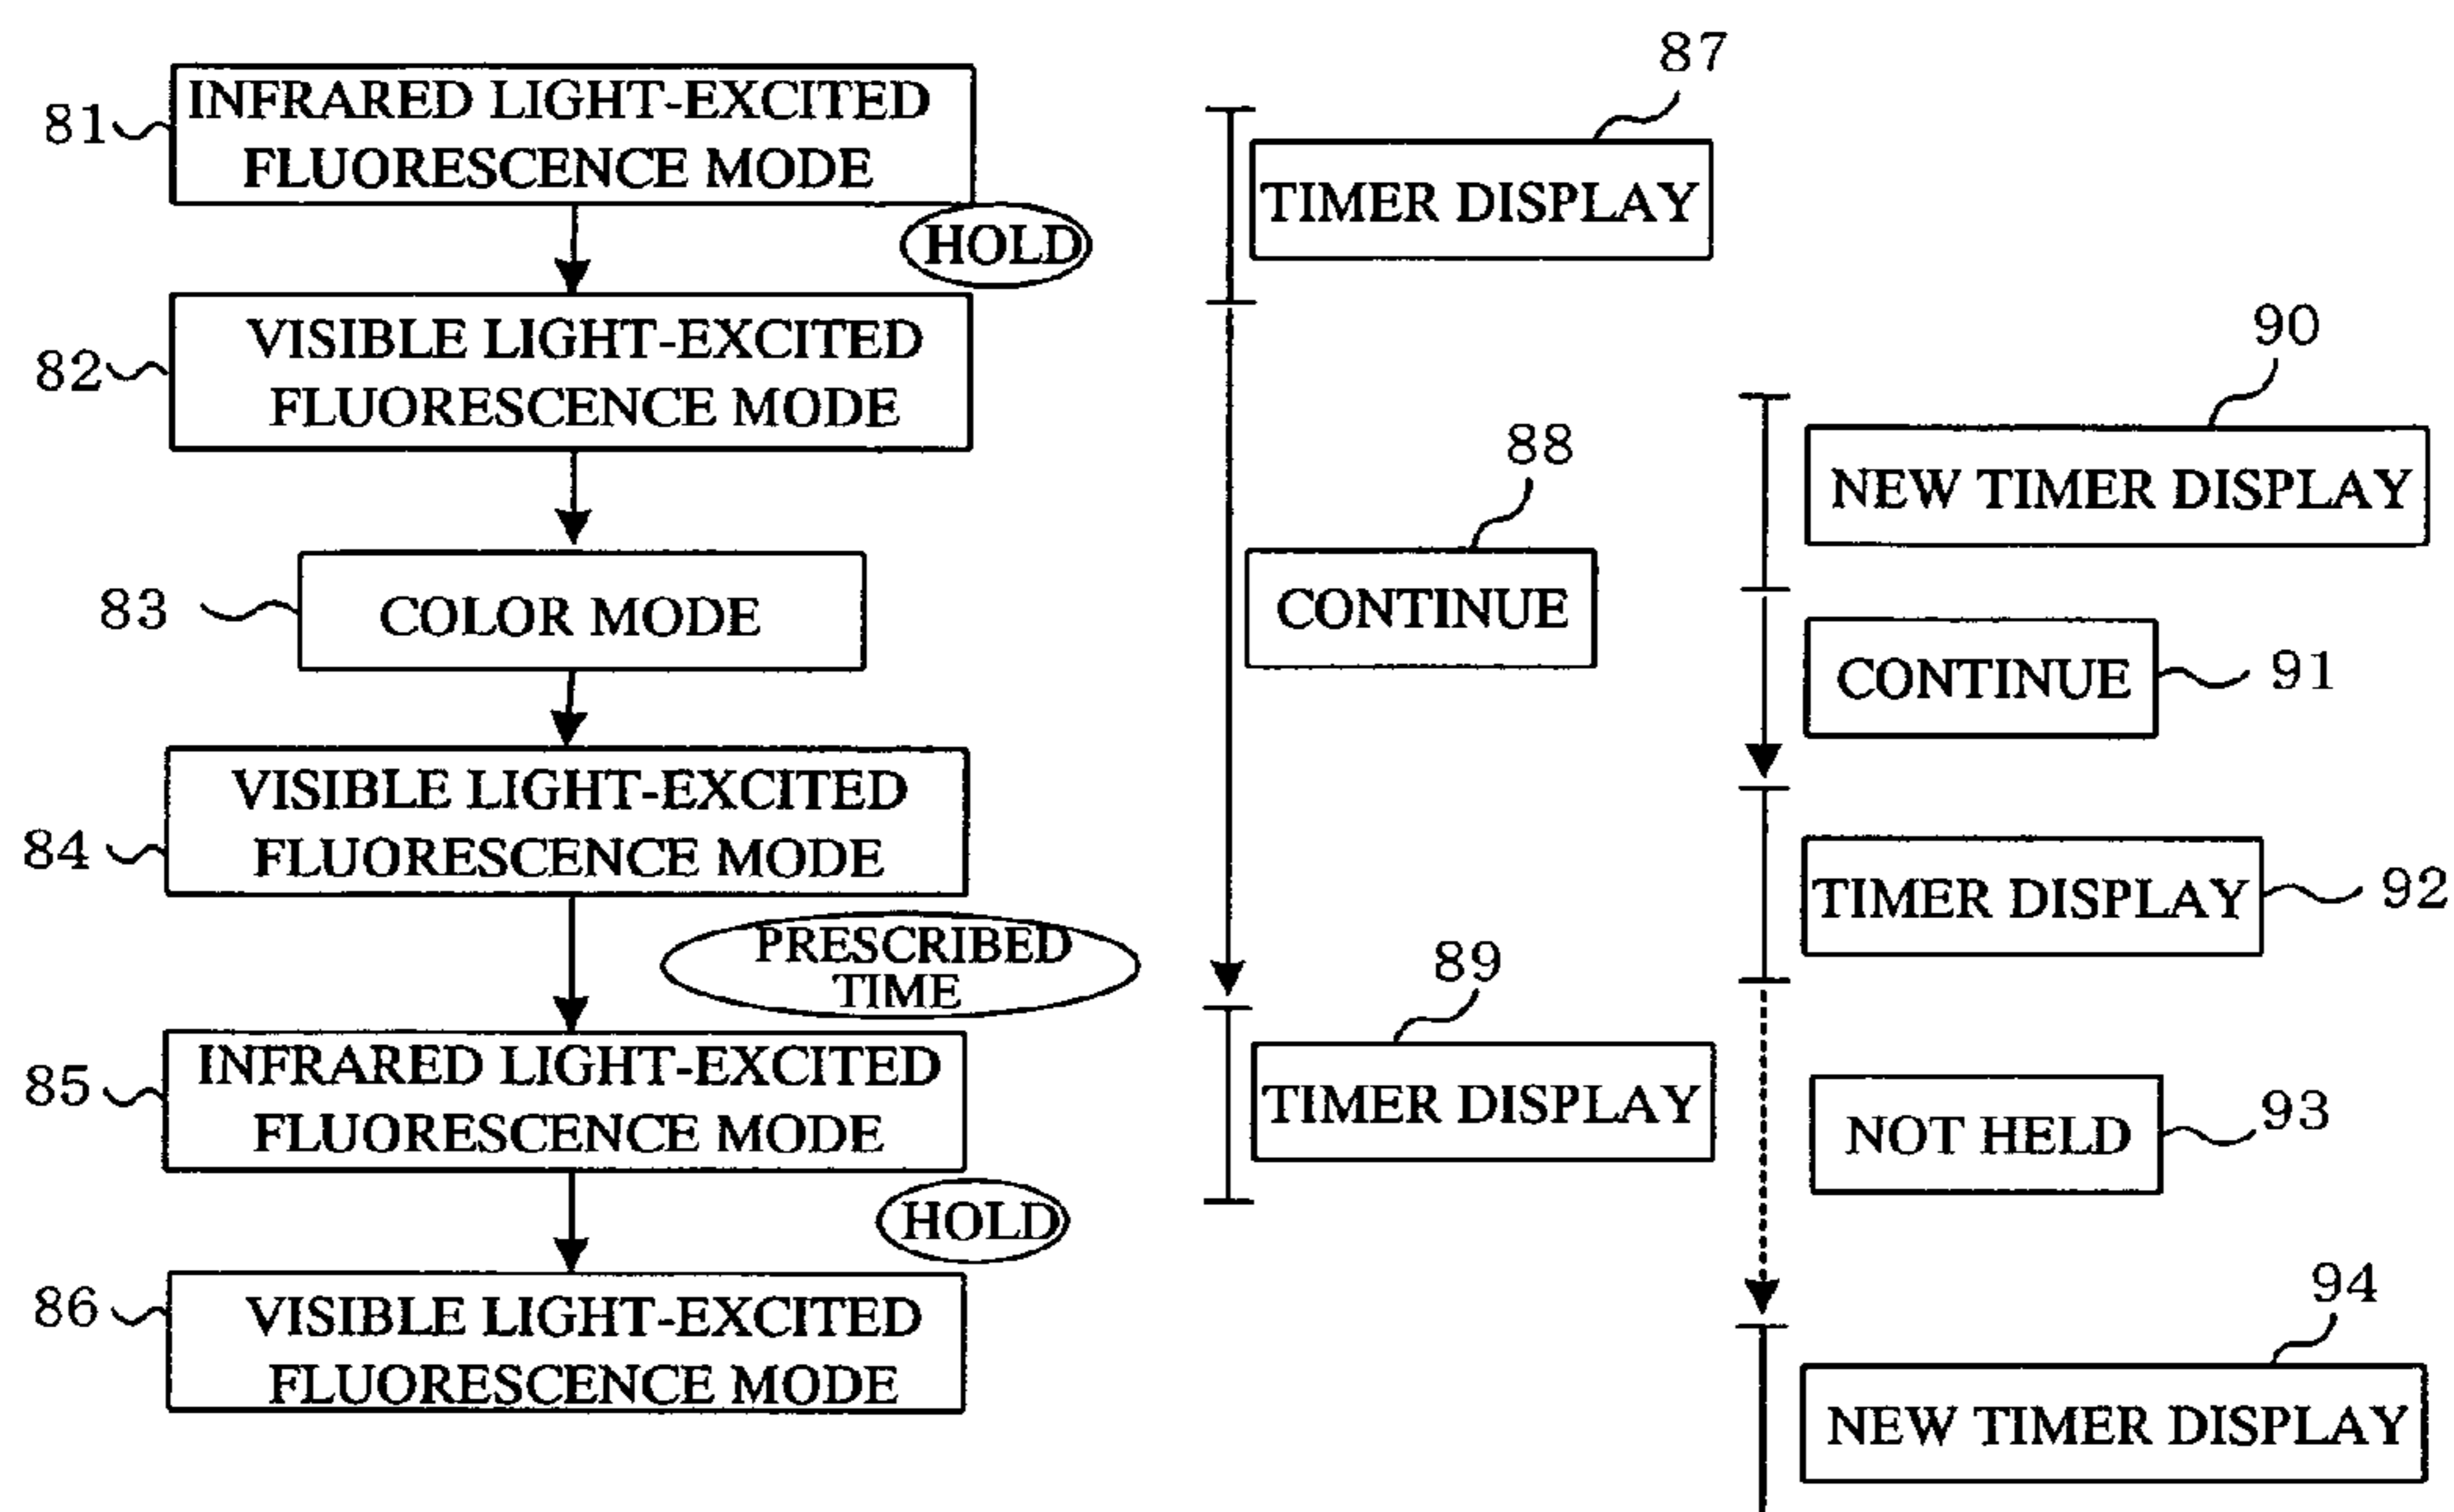 81
INFRARED LIGHT-EXCITED
FLUORESCENCE MODE
HOLD
82
VISIBLE LIGHT-EXCITED
FLUORESCENCE MODE
83
COLOR MODE
84
VISIBLE LIGHT-EXCITED
FLUORESCENCE MODE
PRESCRIBED
TIME
85
INFRARED LIGHT-EXCITED
FLUORESCENCE MODE
HOLD
86
VISIBLE LIGHT-EXCITED
FLUORESCENCE MODE
87
TIMER DISPLAY
88
CONTINUE
89
TIMER DISPLAY
90
NEW TIMER DISPLAY
CONTINUE
91
TIMER DISPLAY
92
NOT HELD
93
94
NEW TIMER DISPLAY